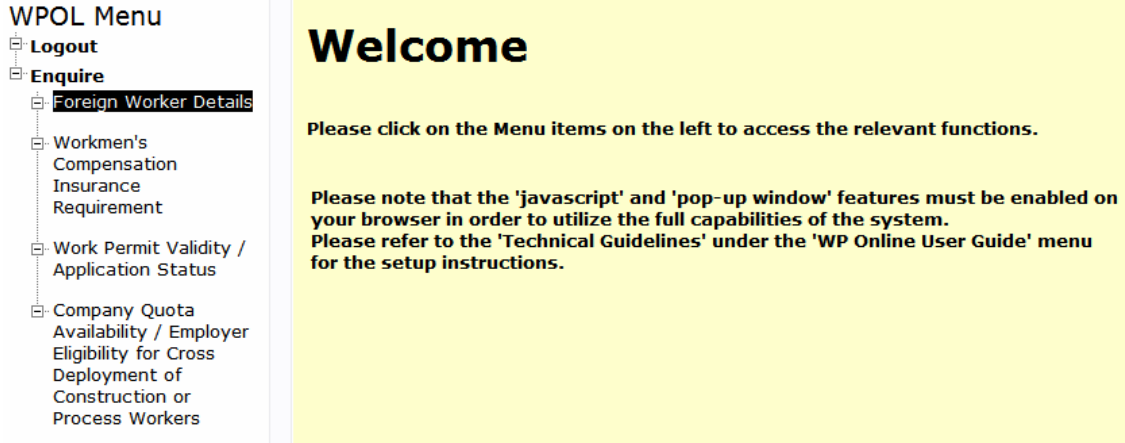 WPOL Menu
Logout
Enquire
Foreign Worker Details
Workmen's
Compensation
Insurance
Requirement
Work Permit Validity /
Application Status
Company Quota
Availability / Employer
Eligibility for Cross
Deployment of
Construction or
Process Workers
Welcome
Please click on the Menu items on the left to access the relevant functions.
Please note that the 'javascript' and 'pop-up window' features must be enabled on
your browser in order to utilize the full capabilities of the system.
Please refer to the 'Technical Guidelines' under the 'WP Online User Guide' menu
for the setup instructions.